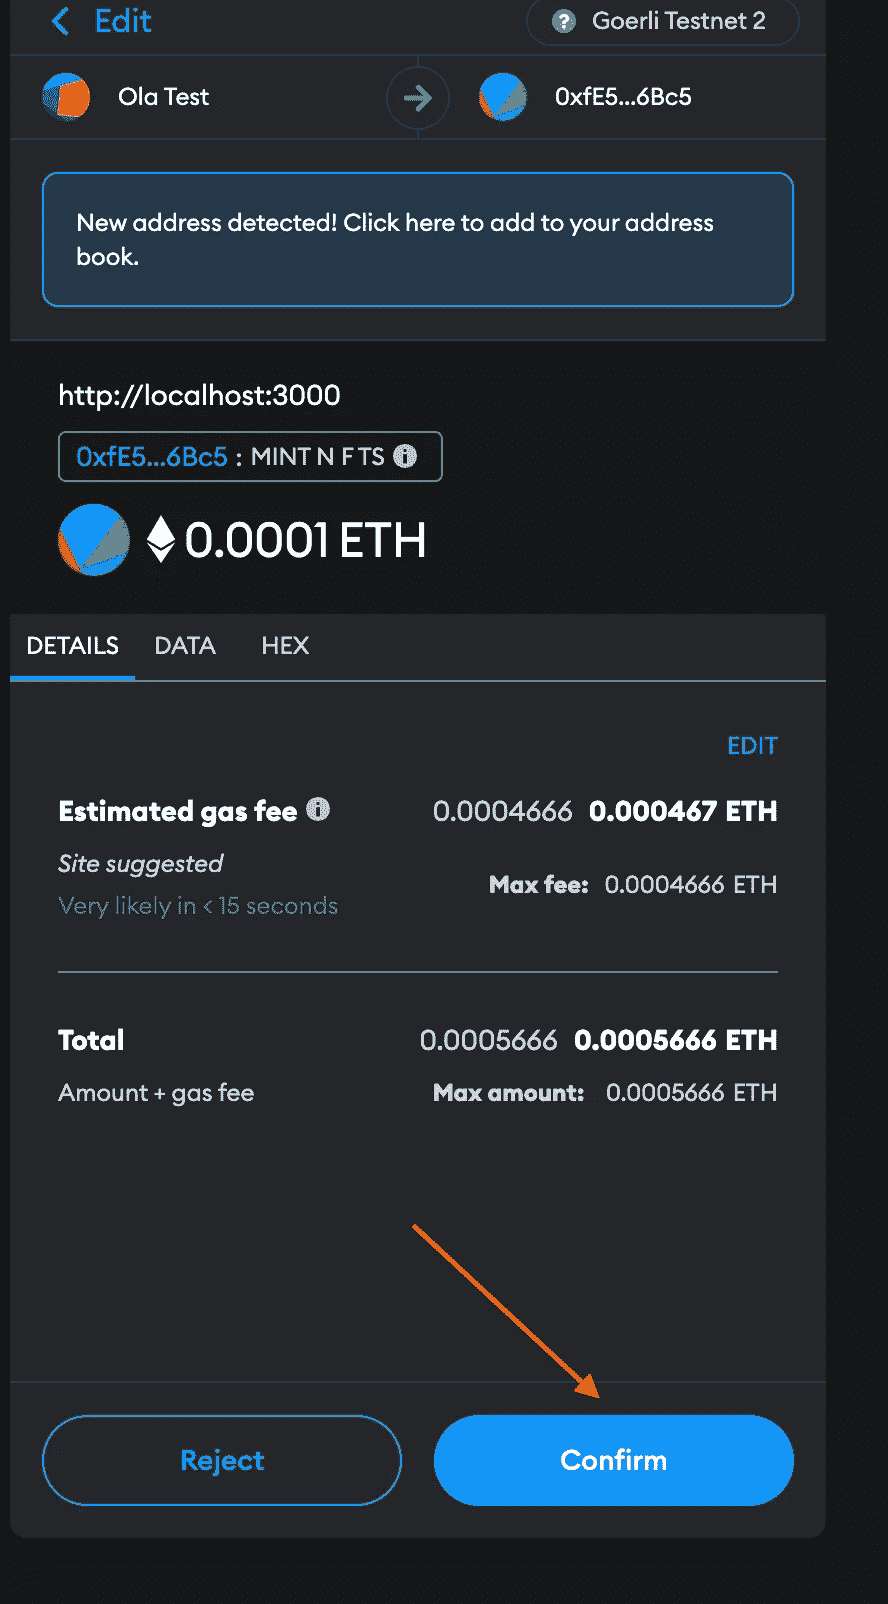 Edit
? Goerli Testnet 2
Ola Test
0xfE5...6Bc5
New address detected! Click here to add to your address
book.
http://localhost:3000
0xfE5...6Bc5 : MINT N F TS
0.0001 ETH
DETAILS DATA HEX
EDIT
Estimated gas fee 0.0004666 0.000467 ETH
Site suggested
Max fee: 0.0004666 ETH
Very likely in < 15 seconds
Total 0.0005666 0.0005666 ETH
Amount + gas fee Max amount: 0.0005666 ETH
Reject Confirm